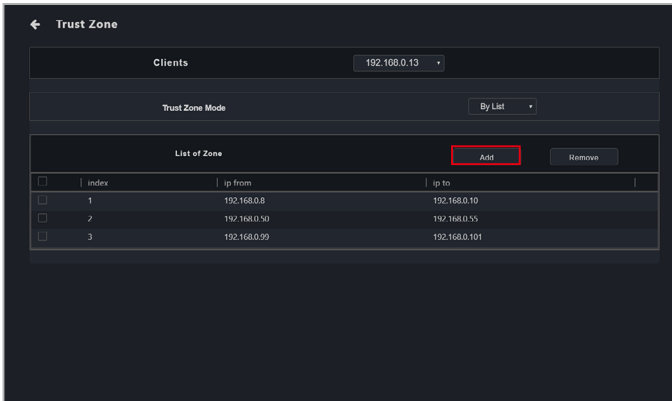 Trust Zone
Clients 192.168.0.13
Trust Zone Mode By List
List of Zone Add Remove
index ip from ip to
1 192.168.0.8 192.168.0.10
2 192.168.0.50 192.168.0.55
3 192.168.0.99 192.168.0.101